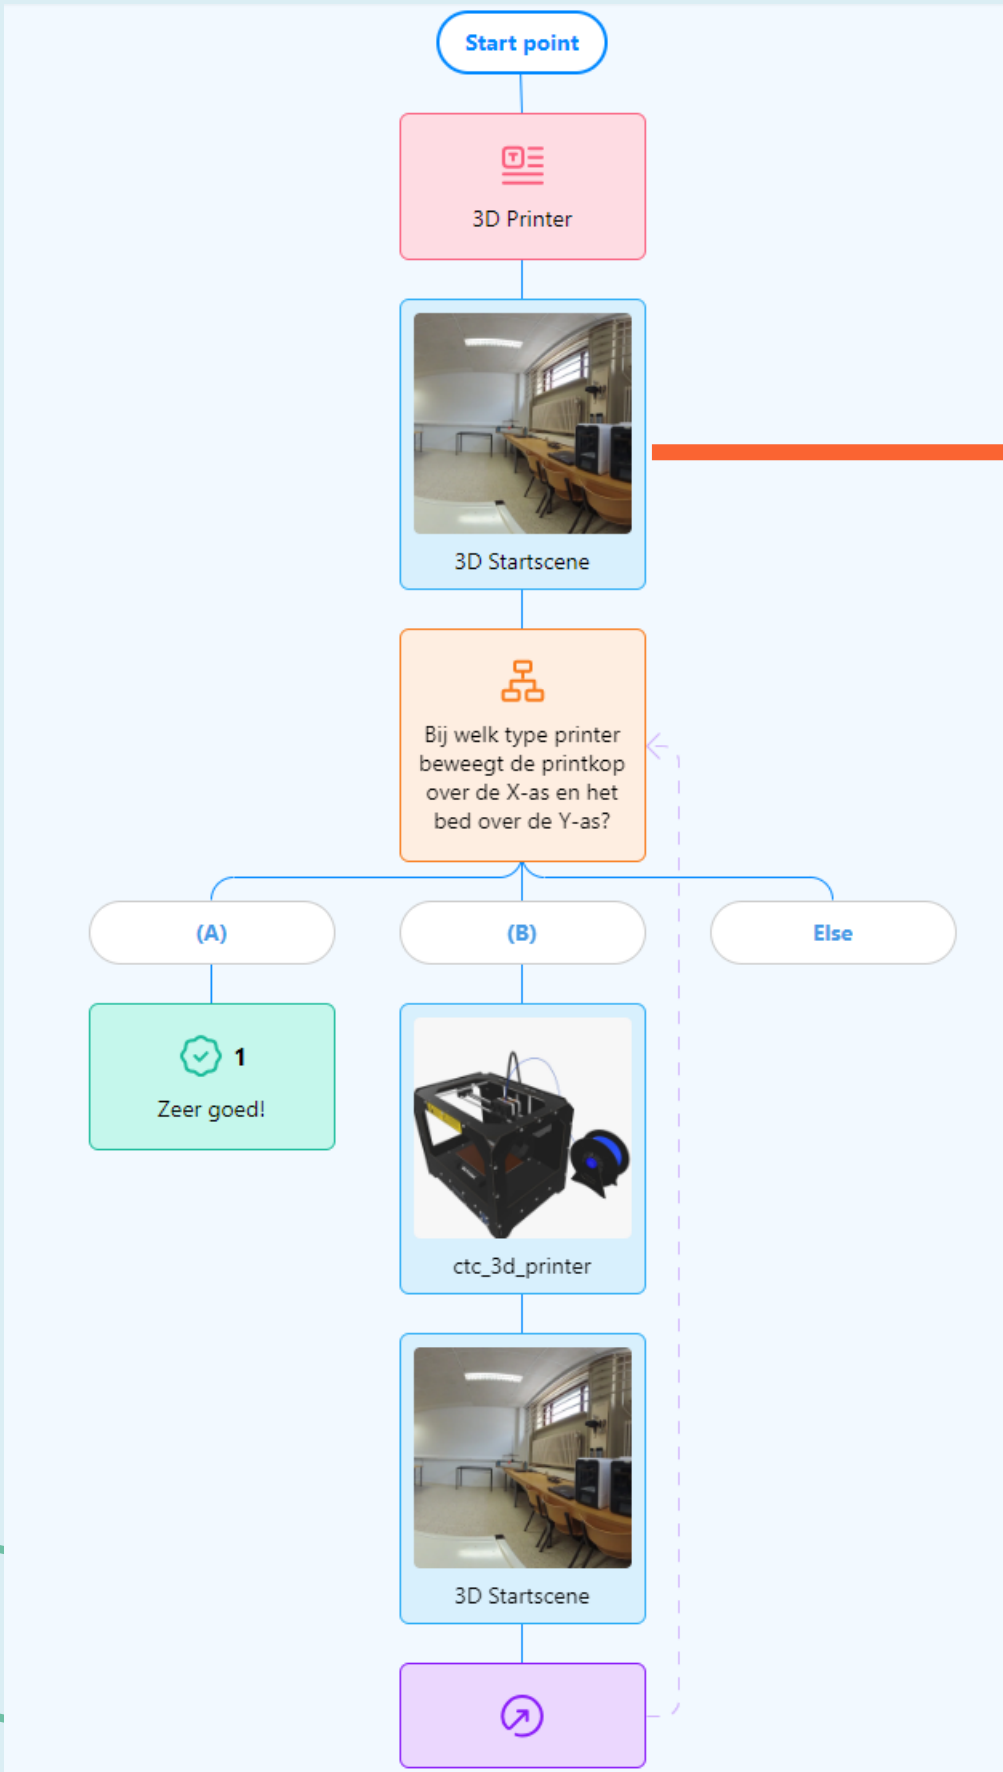 Start point
3D Printer
3D Startscene
Bij welk type printer
beweegt de printkop
over de X-as en het
bed over de Y-as?
(A)
(B)
Else
1
Zeer goed!
ctc_3d_printer
3D Startscene